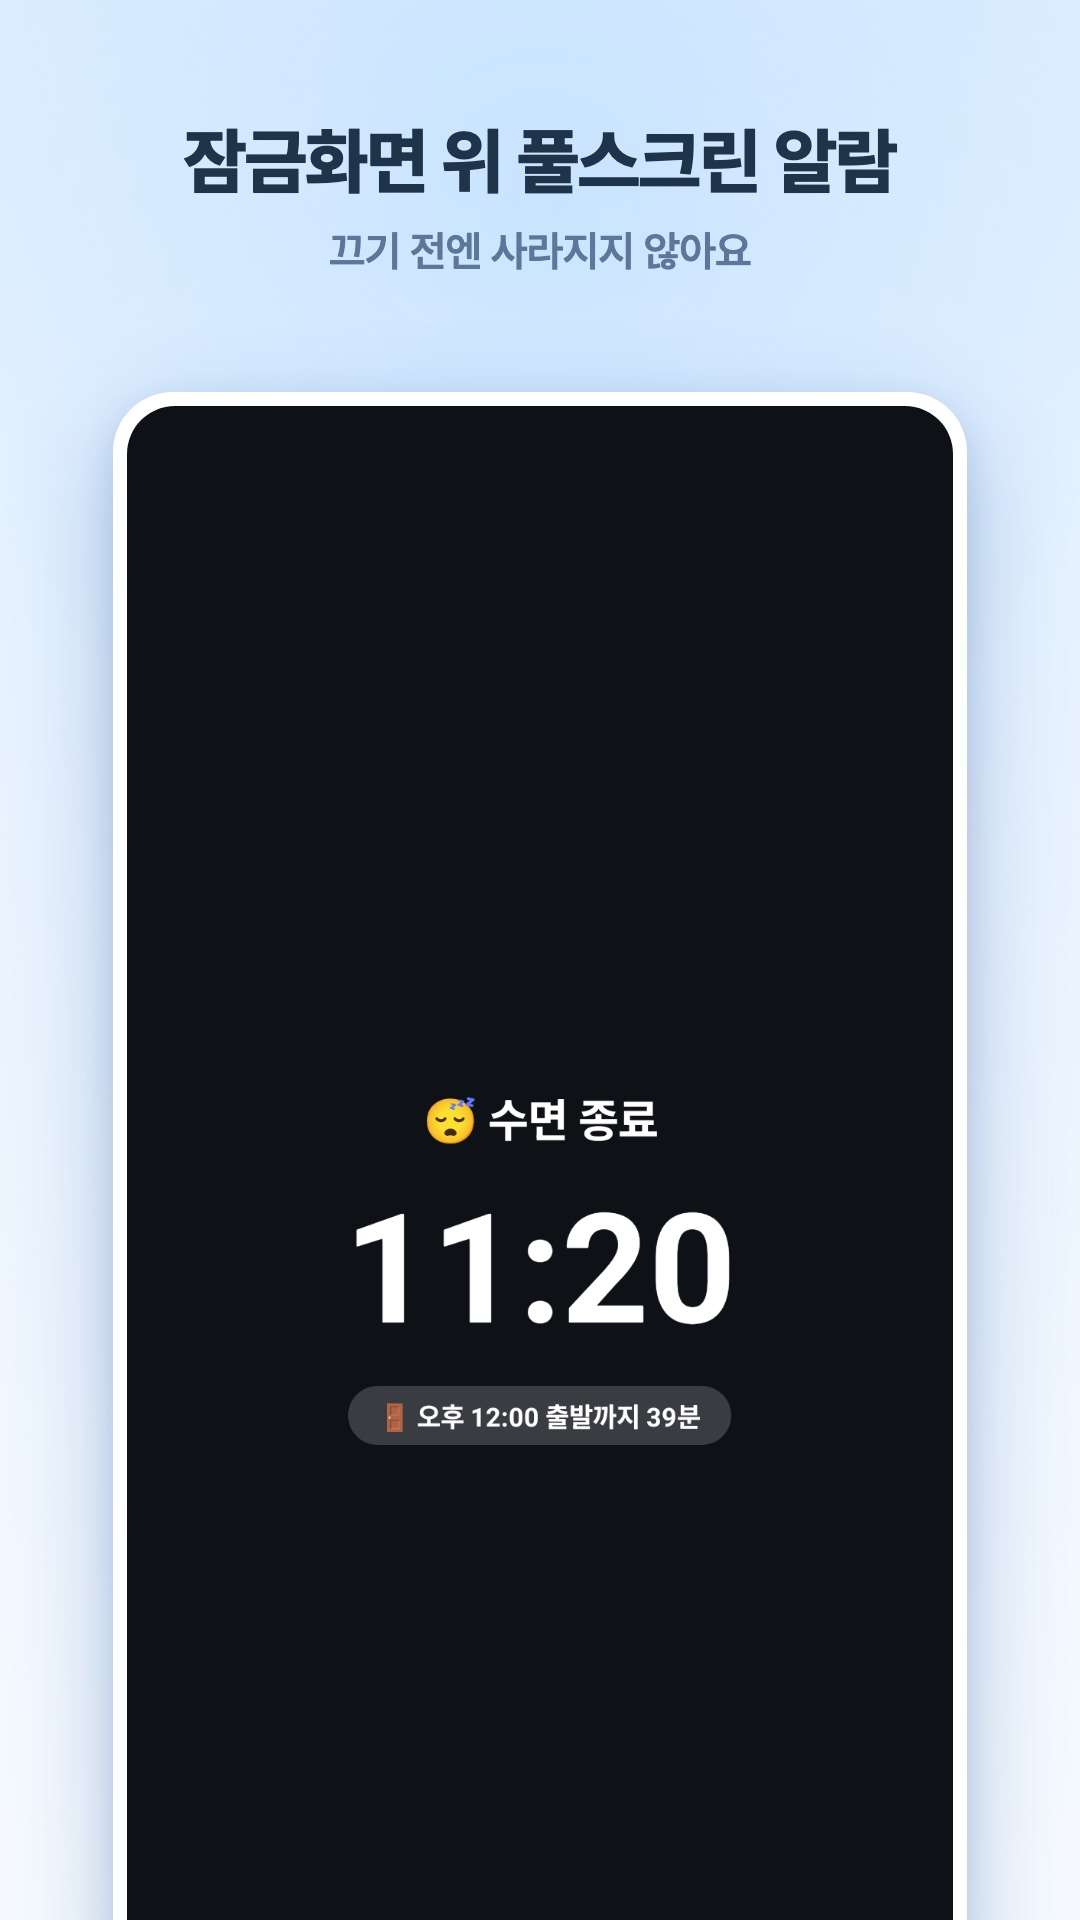 잠금화면 위 풀스크린 알람
끄기 전엔 사라지지 않아요
😴 수면 종료
11:20
🚪 오후 12:00 출발까지 39분